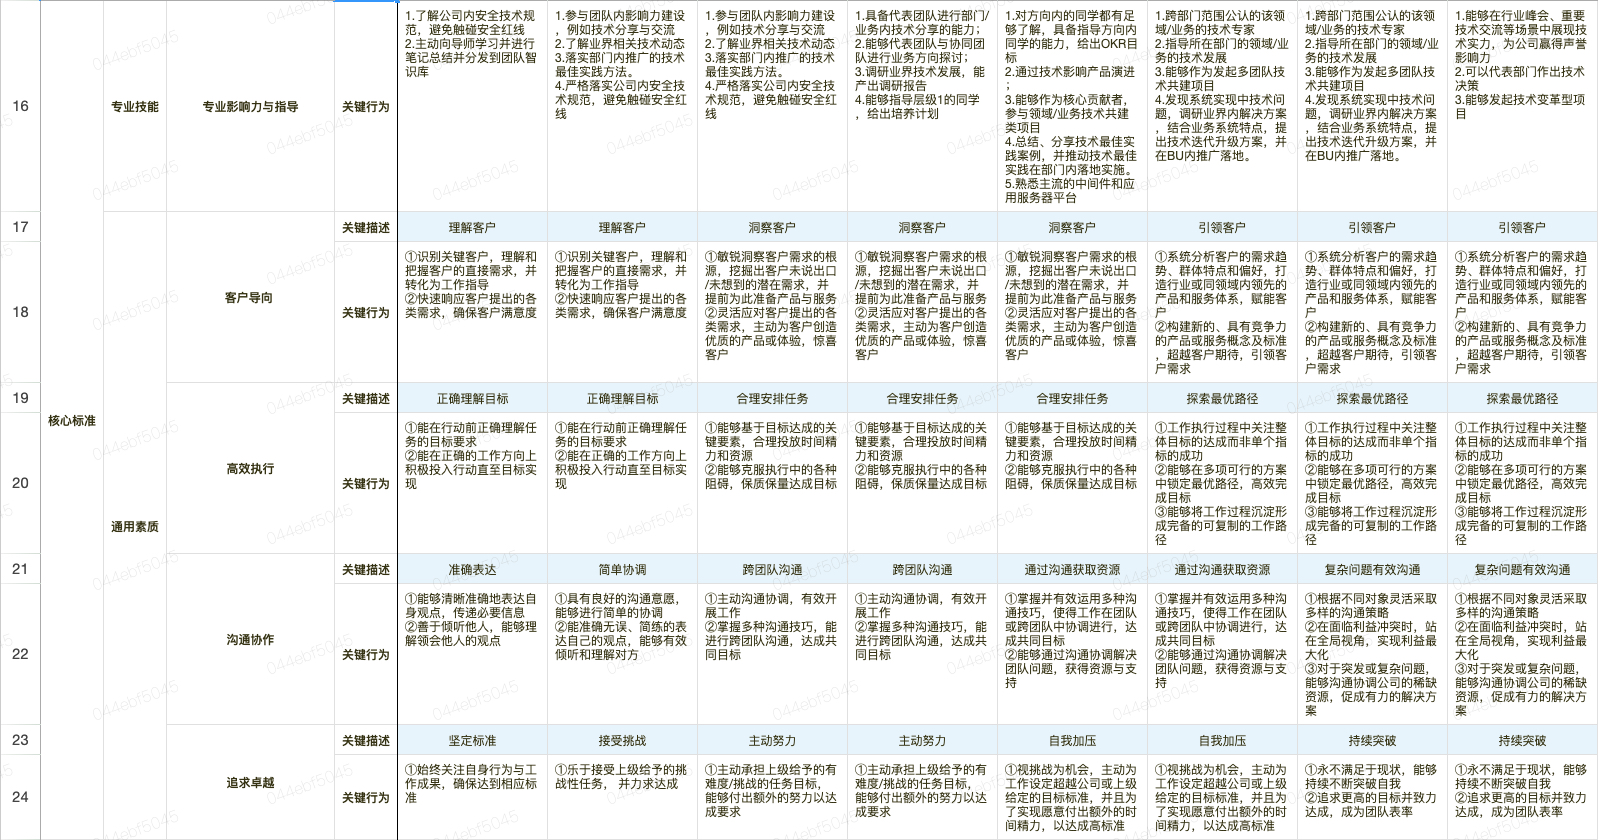 16
核心标准
专业技能
专业影响力与指导
关键行为
1.了解公司内安全技术规
范，避免触碰安全红线
2.主动向导师学习并进行
笔记总结并分发到团队智
识库
1.参与团队内影响力建设
，例如技术分享与交流
2.了解业界相关技术动态
3.落实部门内推广的技术
最佳实践方法。
4.严格落实公司内安全技
术规范，避免触碰安全红
线
1.参与团队内影响力建设
，例如技术分享与交流
2.了解业界相关技术动态
3.落实部门内推广的技术
最佳实践方法。
4.严格落实公司内安全技
术规范，避免触碰安全红
线
1.具备代表团队进行部门/
业务内技术分享的能力；
2.能够代表团队与协同团
队进行业务方向探讨；
3.调研业界技术发展，能
产出调研报告
4.能够指导层级1的同学
，给出培养计划
1.对方向内的同学都有足
够了解，具备指导方向内
同学的能力，给出OKR目
标
2.通过技术影响产品演进
；
3.能够作为核心贡献者，
参与领域/业务技术共建
类项目
4.总结、分享技术最佳实
践案例，并推动技术最佳
实践在部门内落地实施。
5.熟悉主流的中间件和应
用服务器平台
1.跨部门范围公认的该领
域/业务的技术专家
2.指导所在部门的领域/业
务的技术发展
3.能够作为发起多团队技
术共建项目
4.发现系统实现中技术问
题，调研业界内解决方案
，结合业务系统特点，提
出技术迭代升级方案，并
在BU内推广落地。
1.跨部门范围公认的该领
域/业务的技术专家
2.指导所在部门的领域/业
务的技术发展
3.能够作为发起多团队技
术共建项目
4.发现系统实现中技术问
题，调研业界内解决方案
，结合业务系统特点，提
出技术迭代升级方案，并
在BU内推广落地。
1.能够在行业峰会、重要
技术交流等场景中展现技
术实力，为公司赢得声誉
影响力
2.可以代表部门作出技术
决策
3.能够发起技术变革型项
目
17
通用素质
客户导向
关键描述
理解客户
理解客户
洞察客户
洞察客户
洞察客户
引领客户
引领客户
引领客户
18
关键行为
①识别关键客户，理解和
把握客户的直接需求，并
转化为工作指导
②快速响应客户提出的各
类需求，确保客户满意度
①识别关键客户，理解和
把握客户的直接需求，并
转化为工作指导
②快速响应客户提出的各
类需求，确保客户满意度
①敏锐洞察客户需求的根
源，挖掘出客户未说出口
/未想到的潜在需求，并
提前为此准备产品与服务
②灵活应对客户提出的各
类需求，主动为客户创造
优质的产品或体验，惊喜
客户
①敏锐洞察客户需求的根
源，挖掘出客户未说出口
/未想到的潜在需求，并
提前为此准备产品与服务
②灵活应对客户提出的各
类需求，主动为客户创造
优质的产品或体验，惊喜
客户
①敏锐洞察客户需求的根
源，挖掘出客户未说出口
/未想到的潜在需求，并
提前为此准备产品与服务
②灵活应对客户提出的各
类需求，主动为客户创造
优质的产品或体验，惊喜
客户
①系统分析客户的需求趋
势、群体特点和偏好，打
造行业或同领域内领先的
产品和服务体系，赋能客
户
②构建新的、具有竞争力
的产品或服务概念及标准
，超越客户期待，引领客
户需求
①系统分析客户的需求趋
势、群体特点和偏好，打
造行业或同领域内领先的
产品和服务体系，赋能客
户
②构建新的、具有竞争力
的产品或服务概念及标准
，超越客户期待，引领客
户需求
①系统分析客户的需求趋
势、群体特点和偏好，打
造行业或同领域内领先的
产品和服务体系，赋能客
户
②构建新的、具有竞争力
的产品或服务概念及标准
，超越客户期待，引领客
户需求
19
高效执行
关键描述
正确理解目标
正确理解目标
合理安排任务
合理安排任务
合理安排任务
探索最优路径
探索最优路径
探索最优路径
20
关键行为
①能在行动前正确理解任
务的目标要求
②能在正确的工作方向上
积极投入行动直至目标实
现
①能在行动前正确理解任
务的目标要求
②能在正确的工作方向上
积极投入行动直至目标实
现
①能够基于目标达成的关
键要素，合理投放时间精
力和资源
②能够克服执行中的各种
阻碍，保质保量达成目标
①能够基于目标达成的关
键要素，合理投放时间精
力和资源
②能够克服执行中的各种
阻碍，保质保量达成目标
①能够基于目标达成的关
键要素，合理投放时间精
力和资源
②能够克服执行中的各种
阻碍，保质保量达成目标
①工作执行过程中关注整
体目标的达成而非单个指
标的成功
②能够在多项可行的方案
中锁定最优路径，高效完
成目标
③能够将工作过程沉淀形
成完备的可复制的工作路
径
①工作执行过程中关注整
体目标的达成而非单个指
标的成功
②能够在多项可行的方案
中锁定最优路径，高效完
成目标
③能够将工作过程沉淀形
成完备的可复制的工作路
径
①工作执行过程中关注整
体目标的达成而非单个指
标的成功
②能够在多项可行的方案
中锁定最优路径，高效完
成目标
③能够将工作过程沉淀形
成完备的可复制的工作路
径
21
沟通协作
关键描述
准确表达
简单协调
跨团队沟通
跨团队沟通
通过沟通获取资源
通过沟通获取资源
复杂问题有效沟通
复杂问题有效沟通
22
关键行为
①能够清晰准确地表达自
身观点，传递必要信息
②善于倾听他人，能够理
解领会他人的观点
①具有良好的沟通意愿，
能够进行简单的协调
②能准确无误、简练的表
达自己的观点，能够有效
倾听和理解对方
①主动沟通协调，有效开
展工作
②掌握多种沟通技巧，能
进行跨团队沟通，达成共
同目标
①主动沟通协调，有效开
展工作
②掌握多种沟通技巧，能
进行跨团队沟通，达成共
同目标
①掌握并有效运用多种沟
通技巧，使得工作在团队
或跨团队中协调进行，达
成共同目标
②能够通过沟通协调解决
团队问题，获得资源与支
持
①掌握并有效运用多种沟
通技巧，使得工作在团队
或跨团队中协调进行，达
成共同目标
②能够通过沟通协调解决
团队问题，获得资源与支
持
①根据不同对象灵活采取
多样的沟通策略
②在面临利益冲突时，站
在全局视角，实现利益最
大化
③对于突发或复杂问题，
能够沟通协调公司的稀缺
资源，促成有力的解决方
案
①根据不同对象灵活采取
多样的沟通策略
②在面临利益冲突时，站
在全局视角，实现利益最
大化
③对于突发或复杂问题，
能够沟通协调公司的稀缺
资源，促成有力的解决方
案
23
追求卓越
关键描述
坚定标准
接受挑战
主动努力
主动努力
自我加压
自我加压
持续突破
持续突破
24
关键行为
①始终关注自身行为与工
作成果，确保达到相应标
准
①乐于接受上级给予的挑
战性任务， 并力求达成
①主动承担上级给予的有
难度/挑战的任务目标，
能够付出额外的努力以达
成要求
①主动承担上级给予的有
难度/挑战的任务目标，
能够付出额外的努力以达
成要求
①视挑战为机会，主动为
工作设定超越公司或上级
给定的目标标准，并且为
了实现愿意付出额外的时
间精力，以达成高标准
①视挑战为机会，主动为
工作设定超越公司或上级
给定的目标标准，并且为
了实现愿意付出额外的时
间精力，以达成高标准
①永不满足于现状，能够
持续不断突破自我
②追求更高的目标并致力
达成，成为团队表率
①永不满足于现状，能够
持续不断突破自我
②追求更高的目标并致力
达成，成为团队表率
044ebf5045